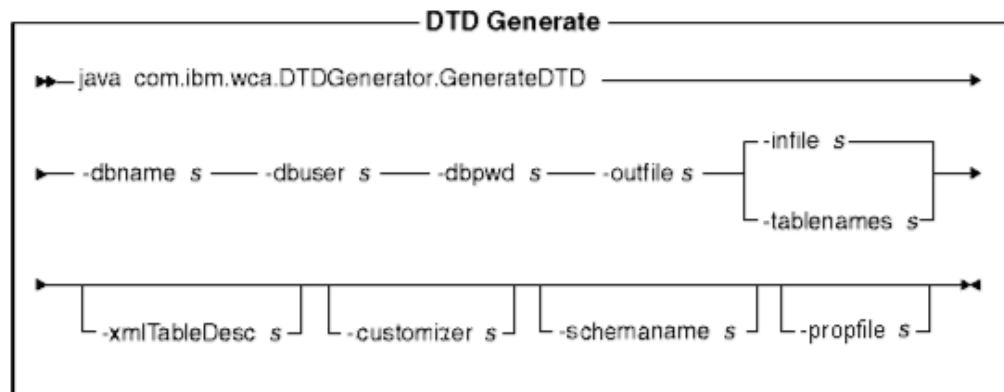 DTD Generate
java com.ibm.wca.DTDGenerator.GenerateDTD
-infile s
-dbname s -dbuser s -dbpwd s -outfile s
-tablenames s
-xmlTableDesc s -customizer s -schemaname s -propfile s